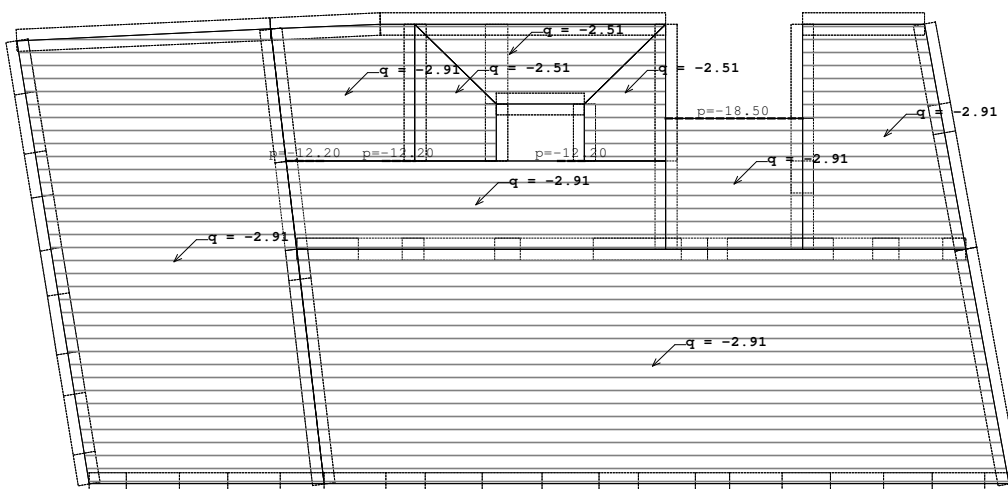 q = -2.51
q = -2.91
q = -2.51
q = -2.51
p=-18.50
q = -2.91
p=-12.20
p=-12.20
p=-12.20
q = -2.91
q = -2.91
q = -2.91
q = -2.91